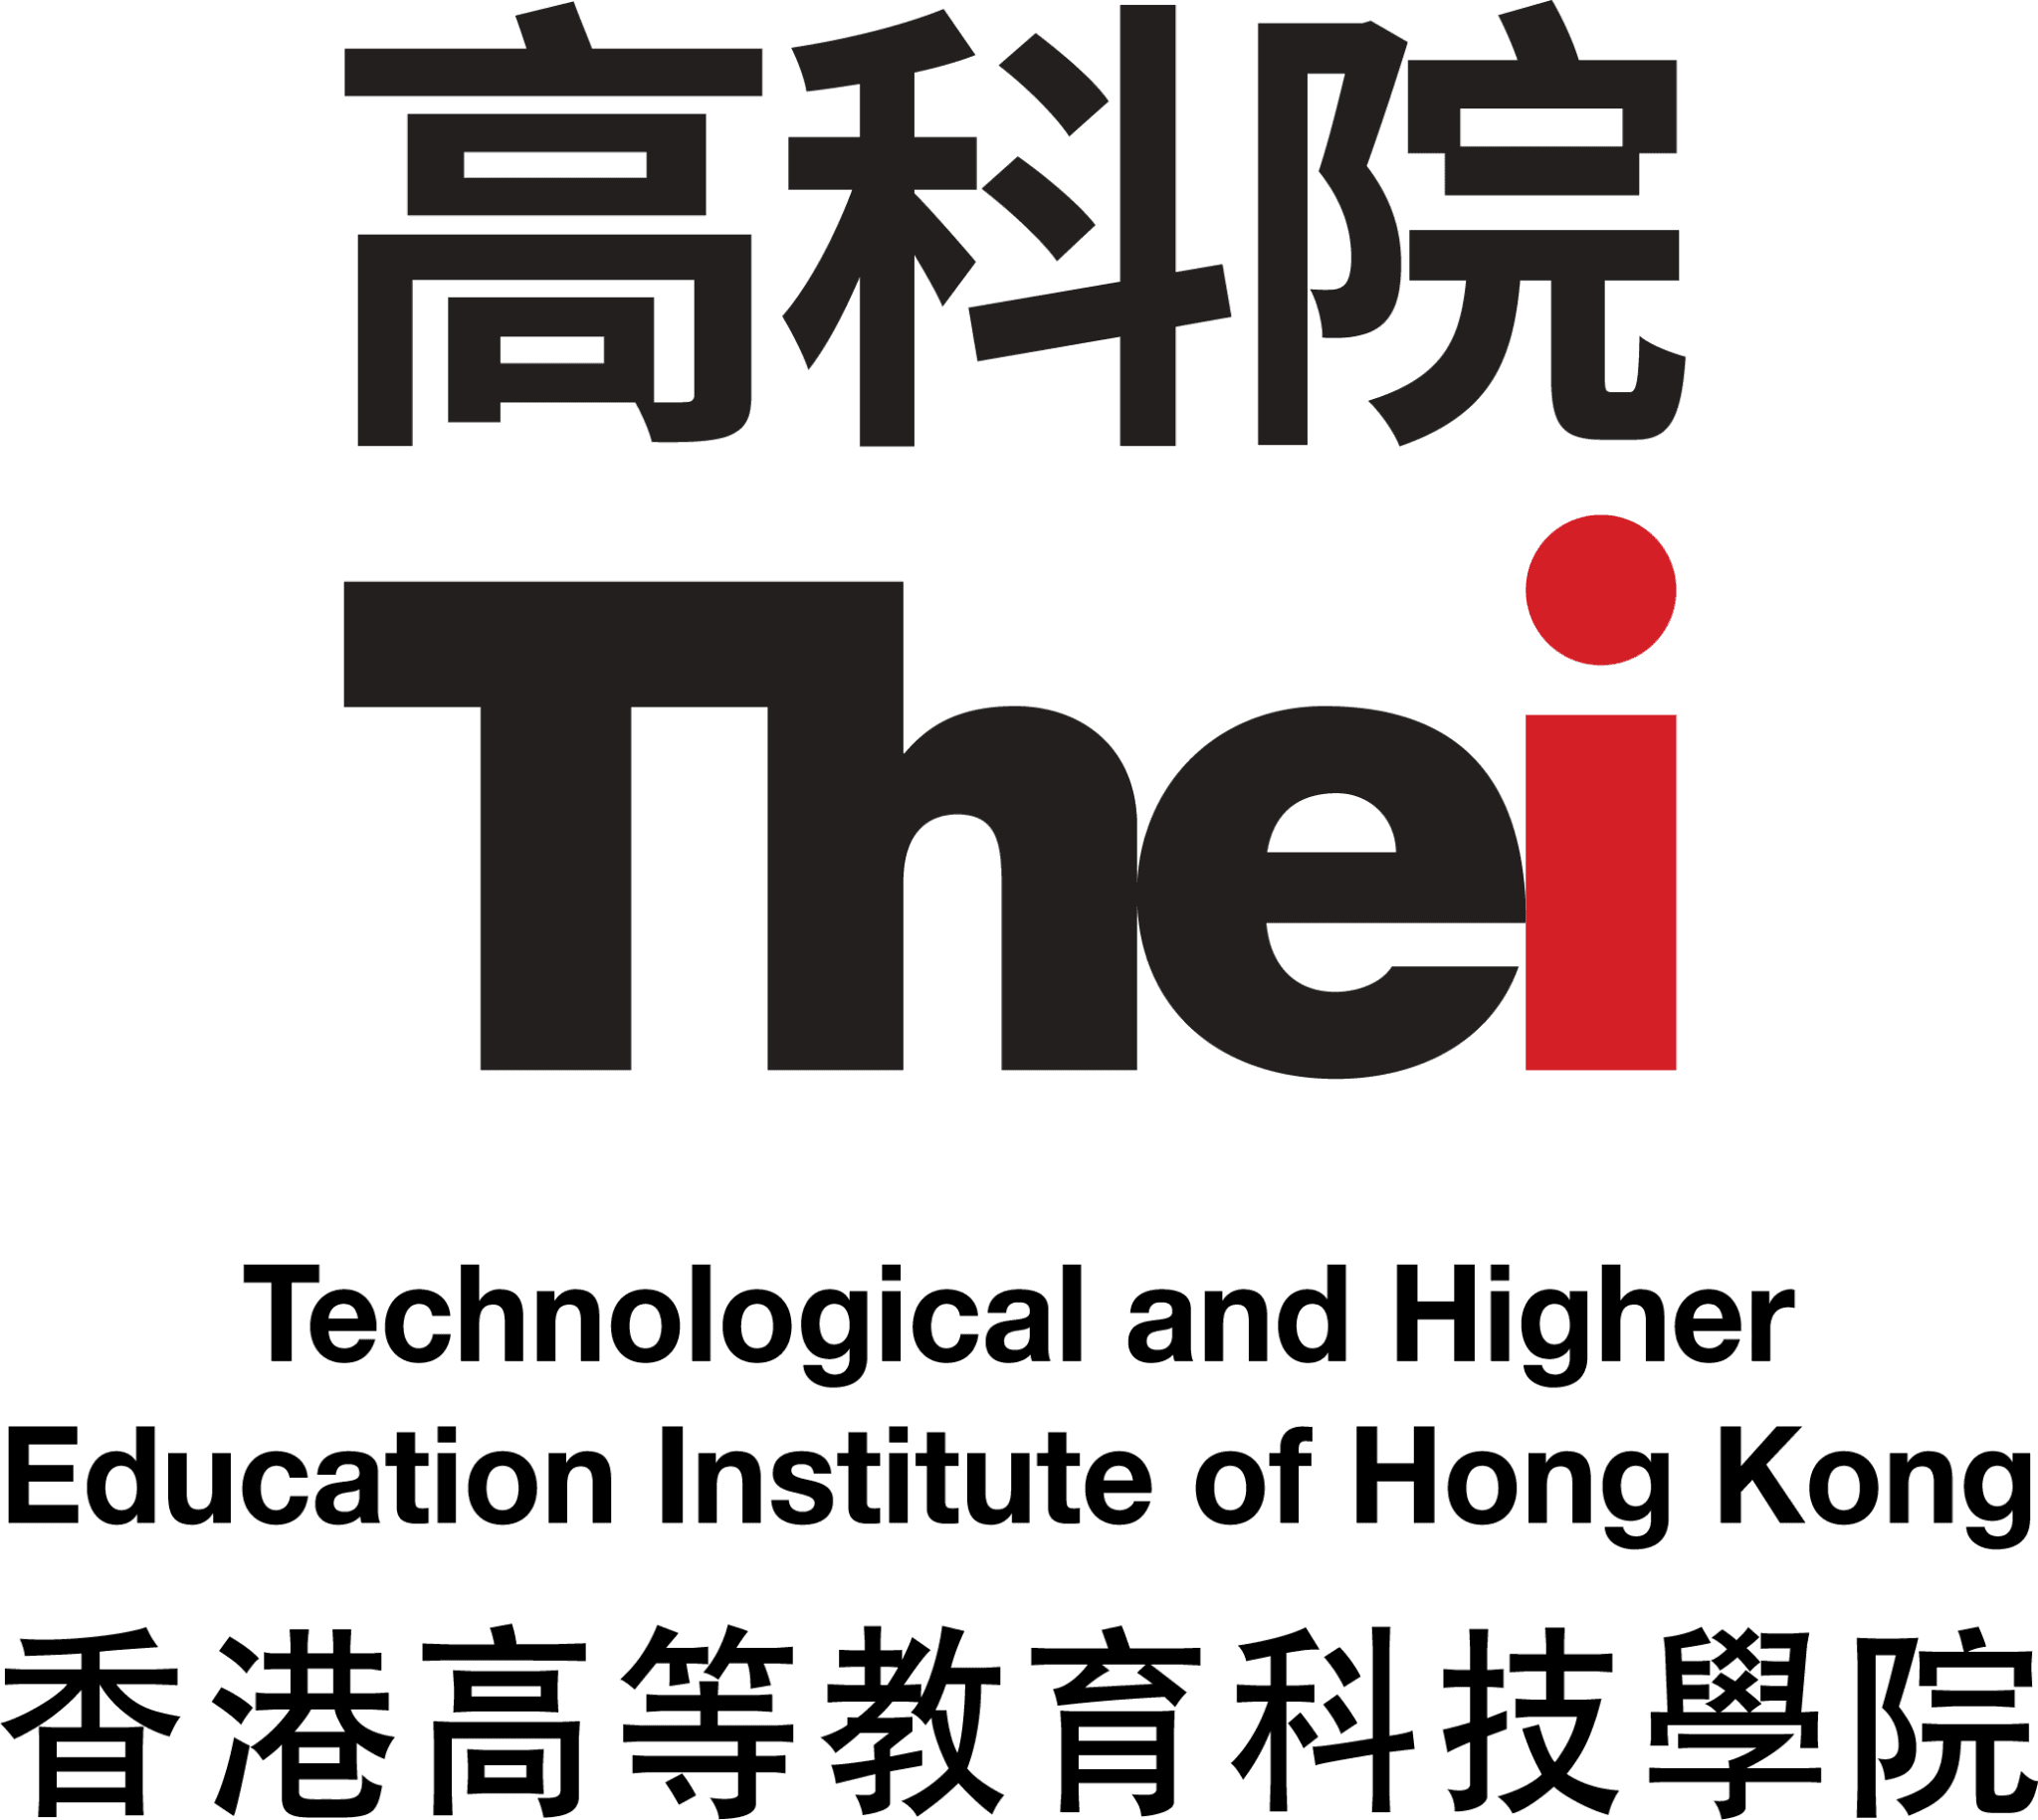 高科院
Thei
Technological and Higher
Education Institute of Hong Kong
香港高等教育科技學院